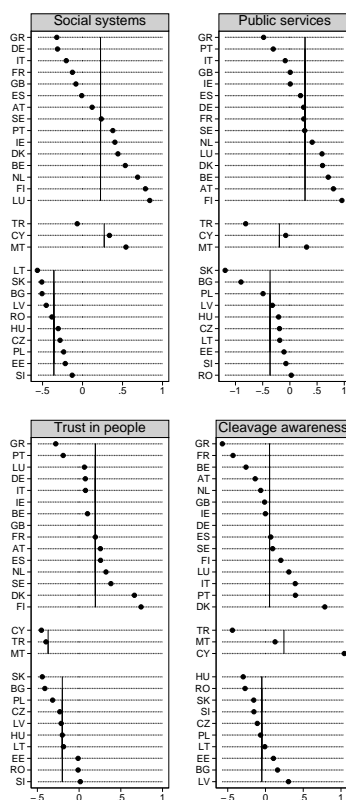 Social systems
GR
DE
IT
FR
GB
ES
AT
SE
PT
IE
DK
BE
NL
FI
LU
TR
CY
MT
LT
SK
BG
LV
RO
HU
CZ
PL
EE
SI
-.5 0 .5 1
Public services
GR
PT
IT
GB
IE
ES
DE
FR
SE
NL
LU
DK
BE
AT
FI
TR
CY
MT
SK
BG
PL
LV
HU
CZ
LT
EE
SI
RO
-1 -.5 0 .5 1
Trust in people
GR
PT
LU
DE
IT
IE
BE
GB
FR
AT
ES
NL
SE
DK
FI
CY
TR
MT
SK
BG
PL
CZ
LV
HU
LT
EE
RO
SI
-.5 0 .5 1
Cleavage awareness
GR
FR
BE
AT
NL
GB
IE
DE
ES
SE
FI
LU
IT
PT
DK
TR
MT
CY
HU
RO
SK
SI
CZ
PL
LT
EE
BG
LV
-.5 0 .5 1